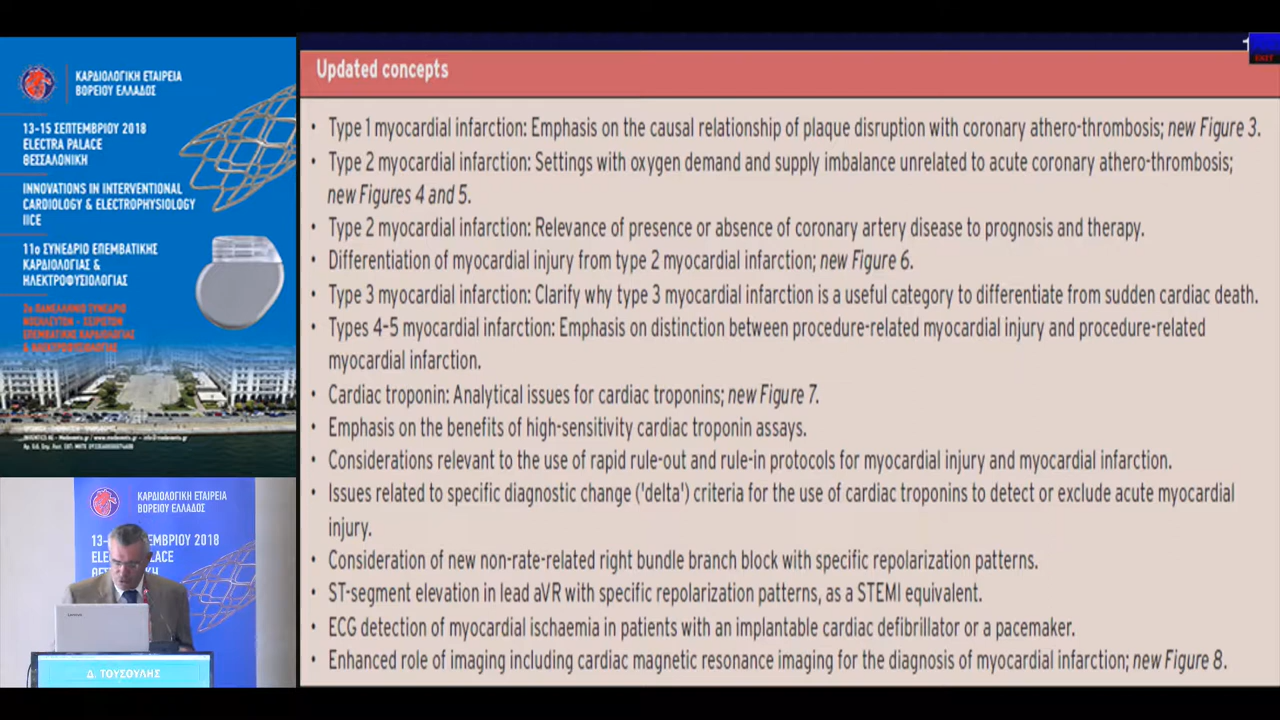 ΚΑΡΔΙΟΛΟΓΙΚΗ ΕΤΑΙΡΕΙΑ
ΒΟΡΕΙΟΥ ΕΛΛΑΔΟΣ
13-15 ΣΕΠΤΕΜΒΡΙΟΥ 2018
ELECTRA PALACE
ΘΕΣΣΑΛΟΝΙΚΗ
INNOVATIONS IN INTERVENTIONAL
CARDIOLOGY & ELECTROPHYSIOLOGY
IICE
11ο ΣΥΝΕΔΡΙΟ ΕΠΕΜΒΑΤΙΚΗΣ
ΚΑΡΔΙΟΛΟΓΙΑΣ &
ΗΛΕΚΤΡΟΦΥΣΙΟΛΟΓΙΑΣ
2ο ΠΑΝΕΛΛΗΝΙΟ ΣΥΝΕΔΡΙΟ
ΝΟΣΗΛΕΥΤΩΝ - ΧΕΙΡΙΣΤΩΝ
ΕΠΕΜΒΑΤΙΚΗΣ ΚΑΡΔΙΟΛΟΓΙΑΣ
& ΗΛΕΚΤΡΟΦΥΣΙΟΛΟΓΙΑΣ
ΚΑΡΔΙΟΛΟΓΙΚΗ ΕΤΑΙΡΕΙΑ
ΒΟΡΕΙΟΥ ΕΛΛΑΔΟΣ
ΕΜΒΡΙΟΥ 2018
Δ. ΤΟΥΣΟΥΛΗΣ
EXIT
Updated concepts
• Type 1 myocardial infarction: Emphasis on the causal relationship of plaque disruption with coronary athero-thrombosis; new Figure 3.
• Type 2 myocardial infarction: Settings with oxygen demand and supply imbalance unrelated to acute coronary athero-thrombosis;
new Figures 4 and 5.
• Type 2 myocardial infarction: Relevance of presence or absence of coronary artery disease to prognosis and therapy.
• Differentiation of myocardial injury from type 2 myocardial infarction; new Figure 6.
• Type 3 myocardial infarction: Clarify why type 3 myocardial infarction is a useful category to differentiate from sudden cardiac death.
• Types 4-5 myocardial infarction: Emphasis on distinction between procedure-related myocardial injury and procedure-related
myocardial infarction.
• Cardiac troponin: Analytical issues for cardiac troponins; new Figure 7.
• Emphasis on the benefits of high-sensitivity cardiac troponin assays.
• Considerations relevant to the use of rapid rule-out and rule-in protocols for myocardial injury and myocardial infarction.
• Issues related to specific diagnostic change ('delta') criteria for the use of cardiac troponins to detect or exclude acute myocardial
injury.
• Consideration of new non-rate-related right bundle branch block with specific repolarization patterns.
• ST-segment elevation in lead aVR with specific repolarization patterns, as a STEMI equivalent.
• ECG detection of myocardial ischaemia in patients with an implantable cardiac defibrillator or a pacemaker.
• Enhanced role of imaging including cardiac magnetic resonance imaging for the diagnosis of myocardial infarction; new Figure 8.